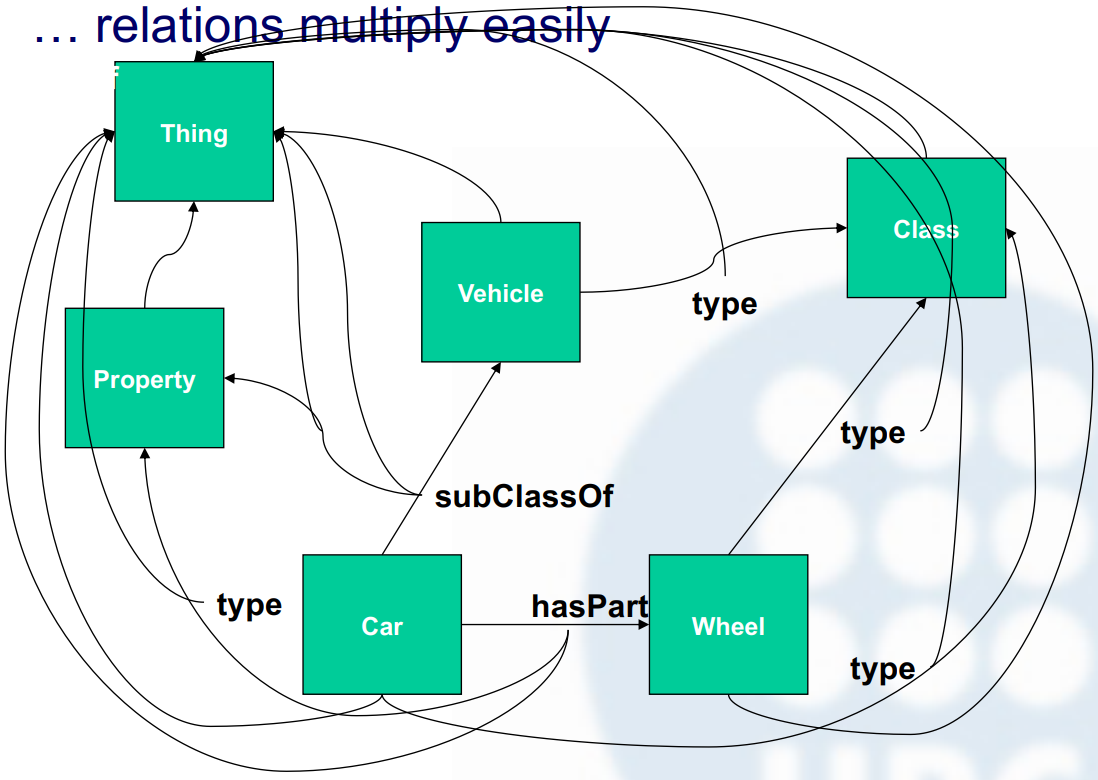 … relations multiply easily
Thing
Class
Vehicle
type
Property
type
subClassOf
type
hasPart
Car
Wheel
type